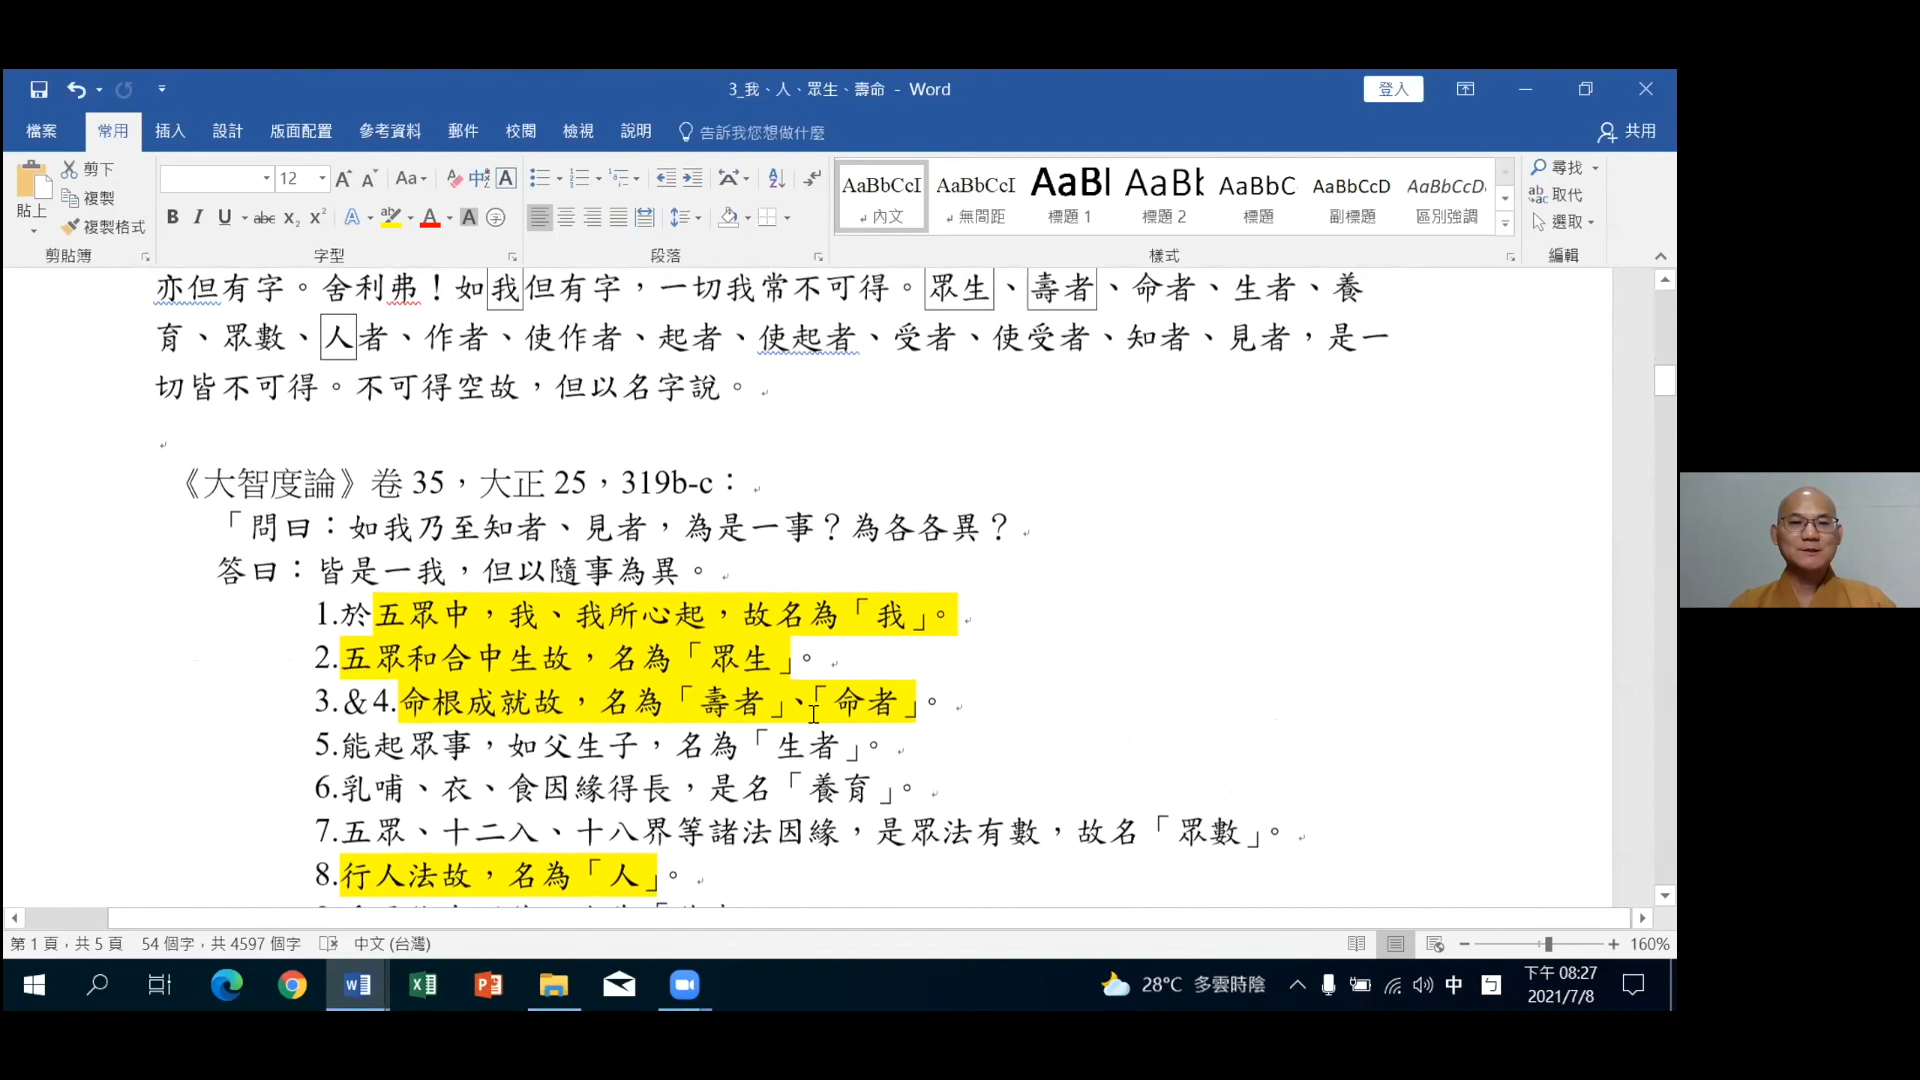 3_我、人、眾生、壽命 - Word
登入
檔案 常用 插入 設計 版面配置 參考資料 郵件 校閱 檢視 說明 告訴我您想做什麼 共用
貼上 剪下 複製 複製格式 剪貼簿
12 字型
段落
AaBbCcI AaBbCcI AaBl AaBb AaBbC AaBbCcD AaBbCcD
內文 無間距 標題 1 標題 2 標題 副標題 區別強調
樣式
尋找 取代 選取 編輯
亦但有字。舍利弗！如我但有字，一切我常不可得。眾生、壽者、命者、生者、養
育、眾數、人者、作者、使作者、起者、使起者、受者、使受者、知者、見者，是一
切皆不可得。不可得空故，但以名字說。
《大智度論》卷 35，大正 25，319b-c：
「問曰：如我乃至知者、見者，為是一事？為各各異？
答曰：皆是一我，但以隨事為異。
1.於五眾中，我、我所心起，故名為「我」。
2.五眾和合中生故，名為「眾生」。
3.&4.命根成就故，名為「壽者」、「命者」。
5.能起眾事，如父生子，名為「生者」。
6.乳哺、衣、食因緣得長，是名「養育」。
7.五眾、十二入、十八界等諸法因緣，是眾法有數，故名「眾數」。
8.行人法故，名為「人」。
第 1 頁，共 5 頁 54 個字，共 4597 個字 中文 (台灣) 160%
28°C 多雲時陰 中 ㄅ 下午 08:27
2021/7/8